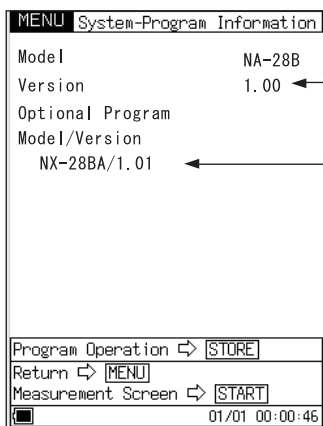 MENU System-Program Information
Model NA-28B
Version 1.00
Optional Program
Model/Version
NX-28BA/1.01
Program Operation ⇨ STORE
Return ⇨ MENU
Measurement Screen ⇨ START
01/01 00:00:46